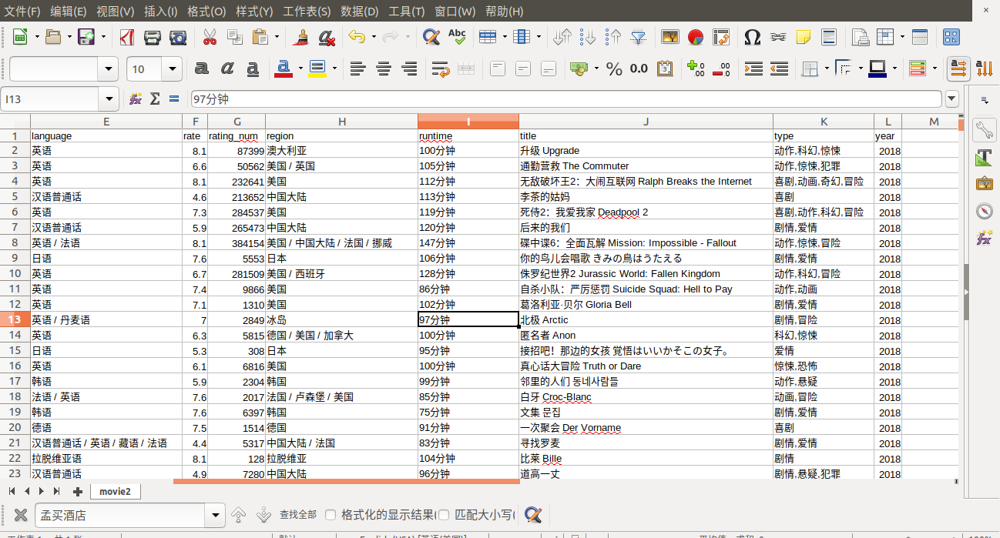 文件(F) 编辑(E) 视图(V) 插入(I) 格式(O) 样式(Y) 工作表(S) 数据(D) 工具(T) 窗口(W) 帮助(H)
10
I13 97分钟
E F G H I J K L M
1 language rate rating_num region runtime title type year
2 英语 8.1 87399 澳大利亚 100分钟 升级 Upgrade 动作,科幻,惊悚 2018
3 英语 6.6 50562 美国 / 英国 105分钟 通勤营救 The Commuter 动作,惊悚,犯罪 2018
4 英语 8.1 232641 美国 112分钟 无敌破坏王2：大闹互联网 Ralph Breaks the Internet 喜剧,动画,奇幻,冒险 2018
5 汉语普通话 4.6 213652 中国大陆 113分钟 李茶的姑妈 喜剧 2018
6 英语 7.3 284537 美国 119分钟 死侍2：我爱我家 Deadpool 2 喜剧,动作,科幻,冒险 2018
7 汉语普通话 5.9 265473 中国大陆 120分钟 后来的我们 剧情,爱情 2018
8 英语 / 法语 8.1 384154 美国 / 中国大陆 / 法国 / 挪威 147分钟 碟中谍6：全面瓦解 Mission: Impossible - Fallout 动作,惊悚,冒险 2018
9 日语 7.6 5553 日本 106分钟 你的鸟儿会唱歌 きみの鳥はうたえる 剧情,爱情 2018
10 英语 6.7 281509 美国 / 西班牙 128分钟 侏罗纪世界2 Jurassic World: Fallen Kingdom 动作,科幻,冒险 2018
11 英语 7.4 9866 美国 86分钟 自杀小队：严厉惩罚 Suicide Squad: Hell to Pay 动作,动画 2018
12 英语 7.1 1310 美国 102分钟 葛洛利亚·贝尔 Gloria Bell 剧情,爱情 2018
13 英语 / 丹麦语 7 2849 冰岛 97分钟 北极 Arctic 剧情,冒险 2018
14 英语 6.3 5815 德国 / 美国 / 加拿大 100分钟 匿名者 Anon 科幻,惊悚 2018
15 日语 5.3 308 日本 95分钟 接招吧！那边的女孩 覚悟はいいかそこの女子。 爱情 2018
16 英语 6.1 6816 美国 100分钟 真心话大冒险 Truth or Dare 惊悚,恐怖 2018
17 韩语 5.9 2304 韩国 99分钟 邻里的人们 동네사람들 动作,悬疑 2018
18 法语 / 英语 7.6 2017 法国 / 卢森堡 / 美国 85分钟 白牙 Croc-Blanc 动画,冒险 2018
19 韩语 7.6 6397 韩国 75分钟 文集 문집 剧情,爱情 2018
20 德语 7.5 1514 德国 91分钟 一次聚会 Der Vorname 喜剧 2018
21 汉语普通话 / 英语 / 藏语 / 法语 4.4 5317 中国大陆 / 法国 83分钟 寻找罗麦 剧情,爱情 2018
22 拉脱维亚语 8.1 128 拉脱维亚 104分钟 比莱 Bille 剧情 2018
23 汉语普通话 4.9 7280 中国大陆 96分钟 道高一丈 剧情,悬疑,犯罪 2018
movie2
孟买酒店 查找全部 格式化的显示结果( 匹配大小写(